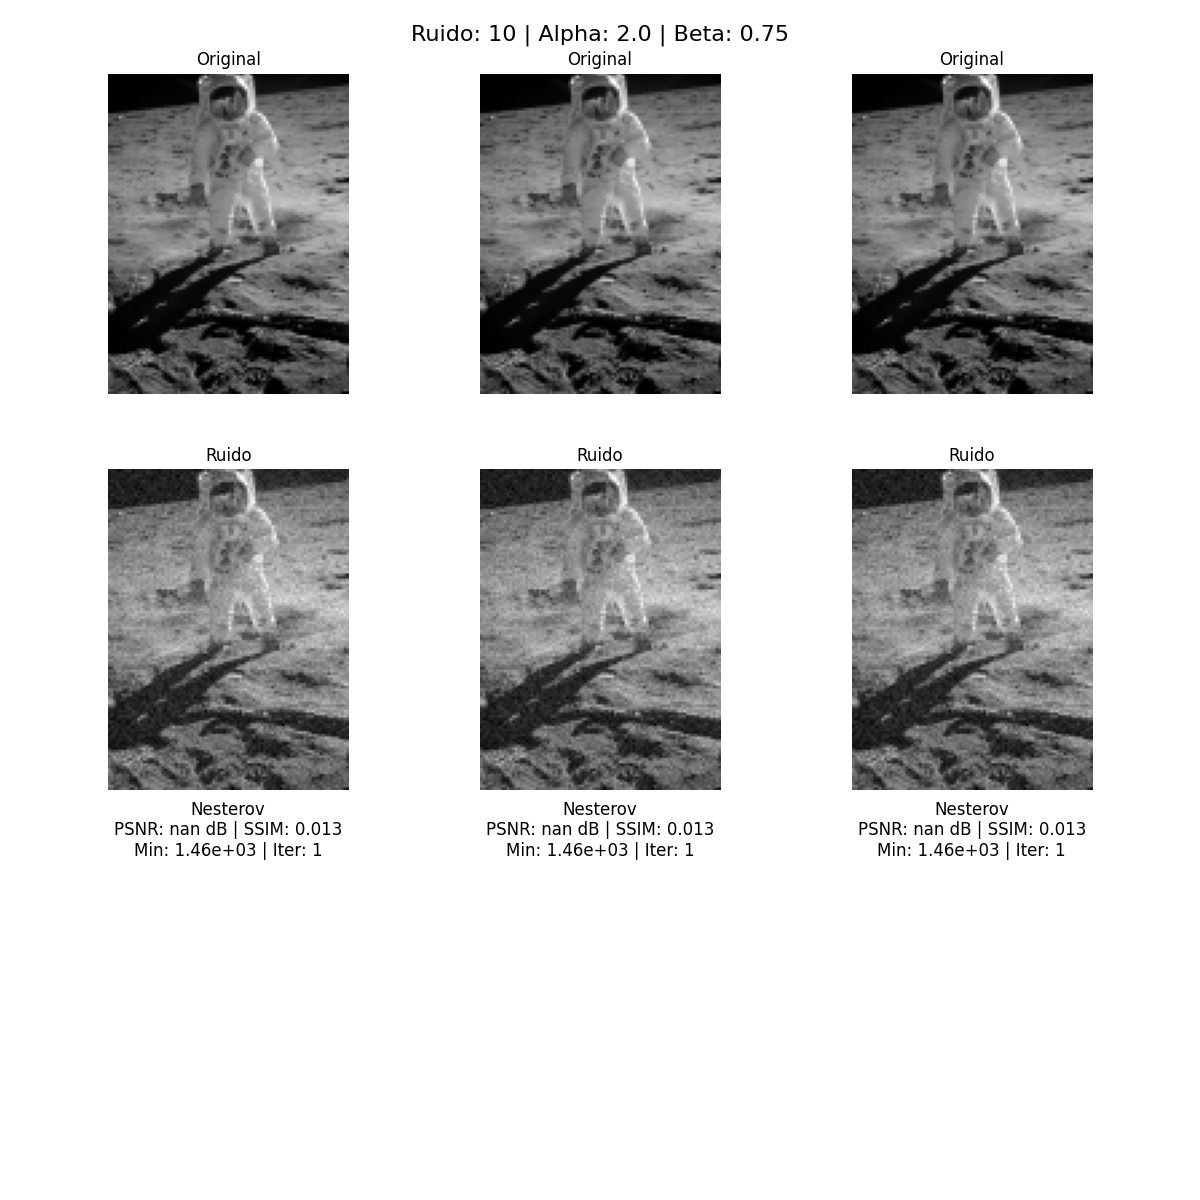 Ruido: 10 | Alpha: 2.0 | Beta: 0.75
Original
Original
Original
Ruido
Ruido
Ruido
Nesterov
PSNR: nan dB | SSIM: 0.013
Min: 1.46e+03 | Iter: 1
Nesterov
PSNR: nan dB | SSIM: 0.013
Min: 1.46e+03 | Iter: 1
Nesterov
PSNR: nan dB | SSIM: 0.013
Min: 1.46e+03 | Iter: 1